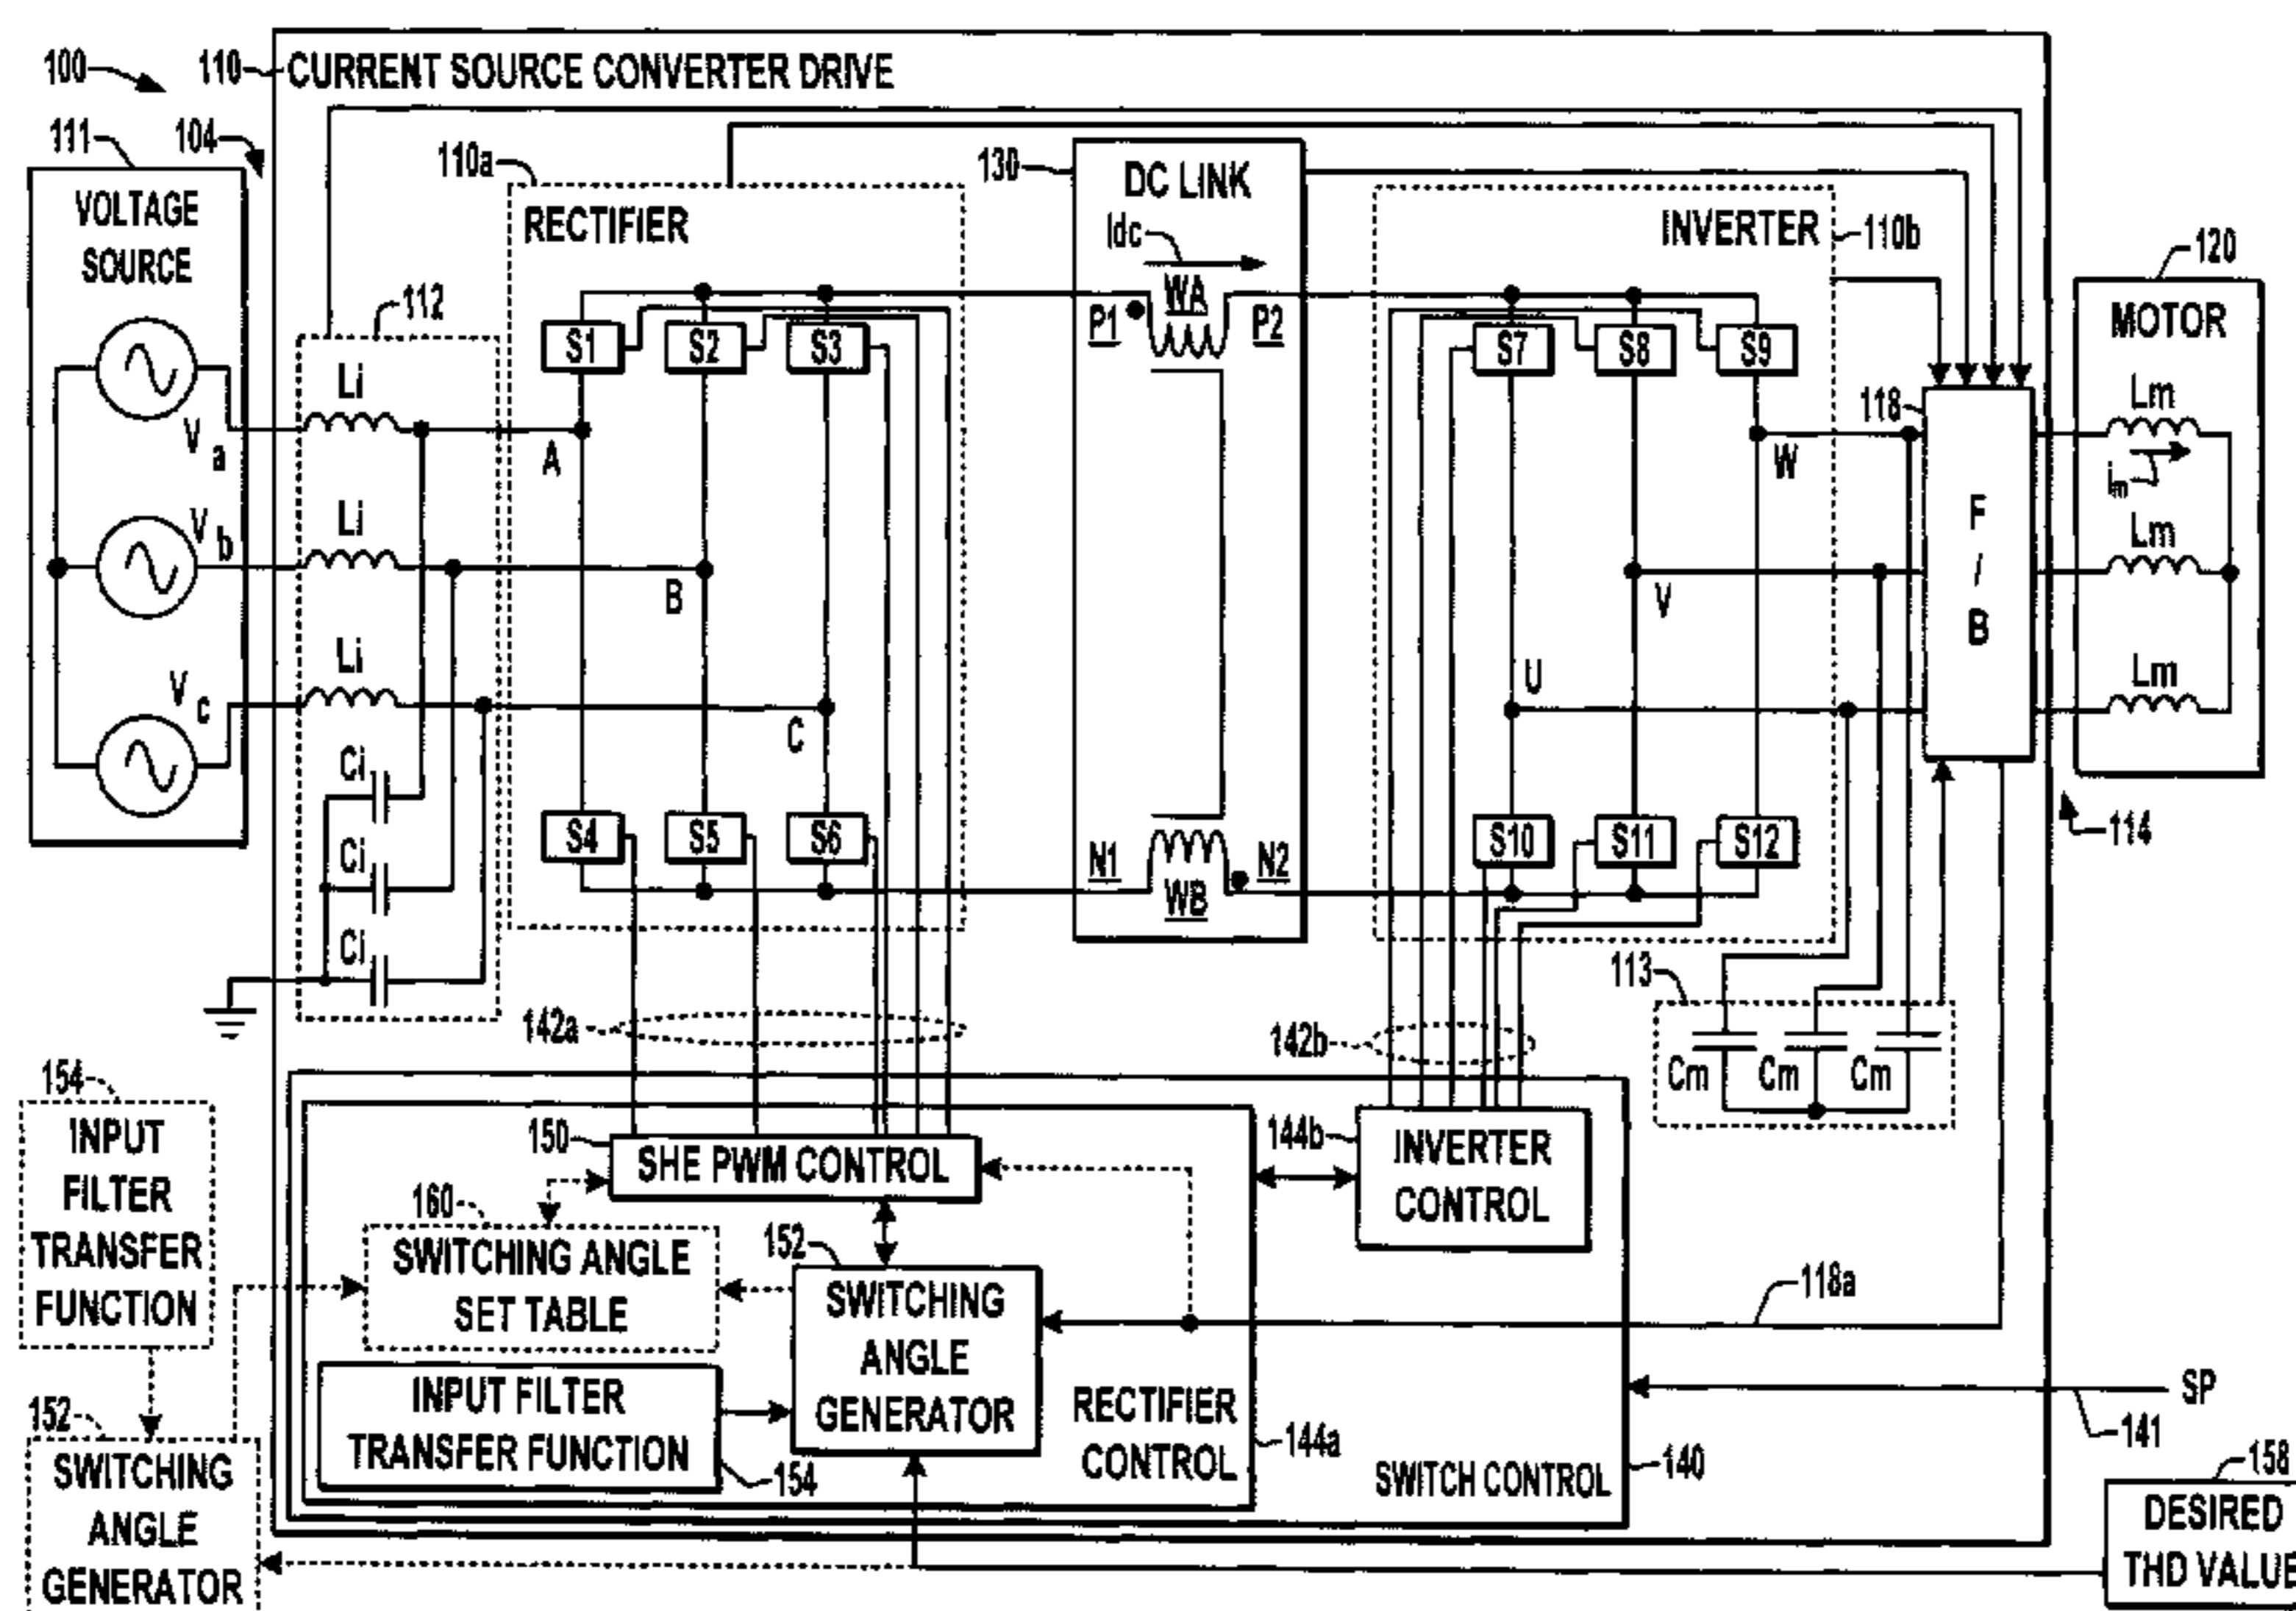 100
110
CURRENT SOURCE CONVERTER DRIVE
111
104
VOLTAGE
SOURCE
Va
Vb
Vc
112
Li
Li
Li
Ci
Ci
Ci
110a
RECTIFIER
S1
S2
S3
A
B
C
S4
S5
S6
130
DC LINK
Idc
WA
P1
P2
N1
N2
WB
INVERTER
110b
S7
S8
S9
W
V
U
S10
S11
S12
118
F
/
B
120
MOTOR
Lm
im
Lm
Lm
114
113
Cm
Cm
Cm
142a
142b
154
INPUT
FILTER
TRANSFER
FUNCTION
152
SWITCHING
ANGLE
GENERATOR
150
SHE PWM CONTROL
160
SWITCHING ANGLE
SET TABLE
152
SWITCHING
ANGLE
GENERATOR
INPUT FILTER
TRANSFER FUNCTION
154
RECTIFIER
CONTROL
144a
144b
INVERTER
CONTROL
118a
SWITCH CONTROL
140
SP
141
158
DESIRED
THD VALUE